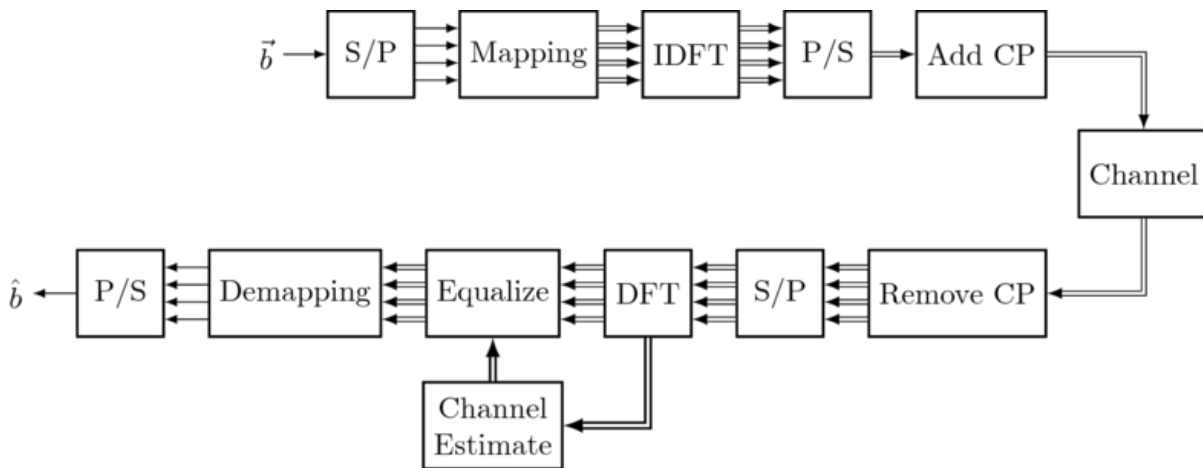 b⃗
S/P
Mapping
IDFT
P/S
Add CP
Channel
b̂
P/S
Demapping
Equalize
DFT
S/P
Remove CP
Channel
Estimate